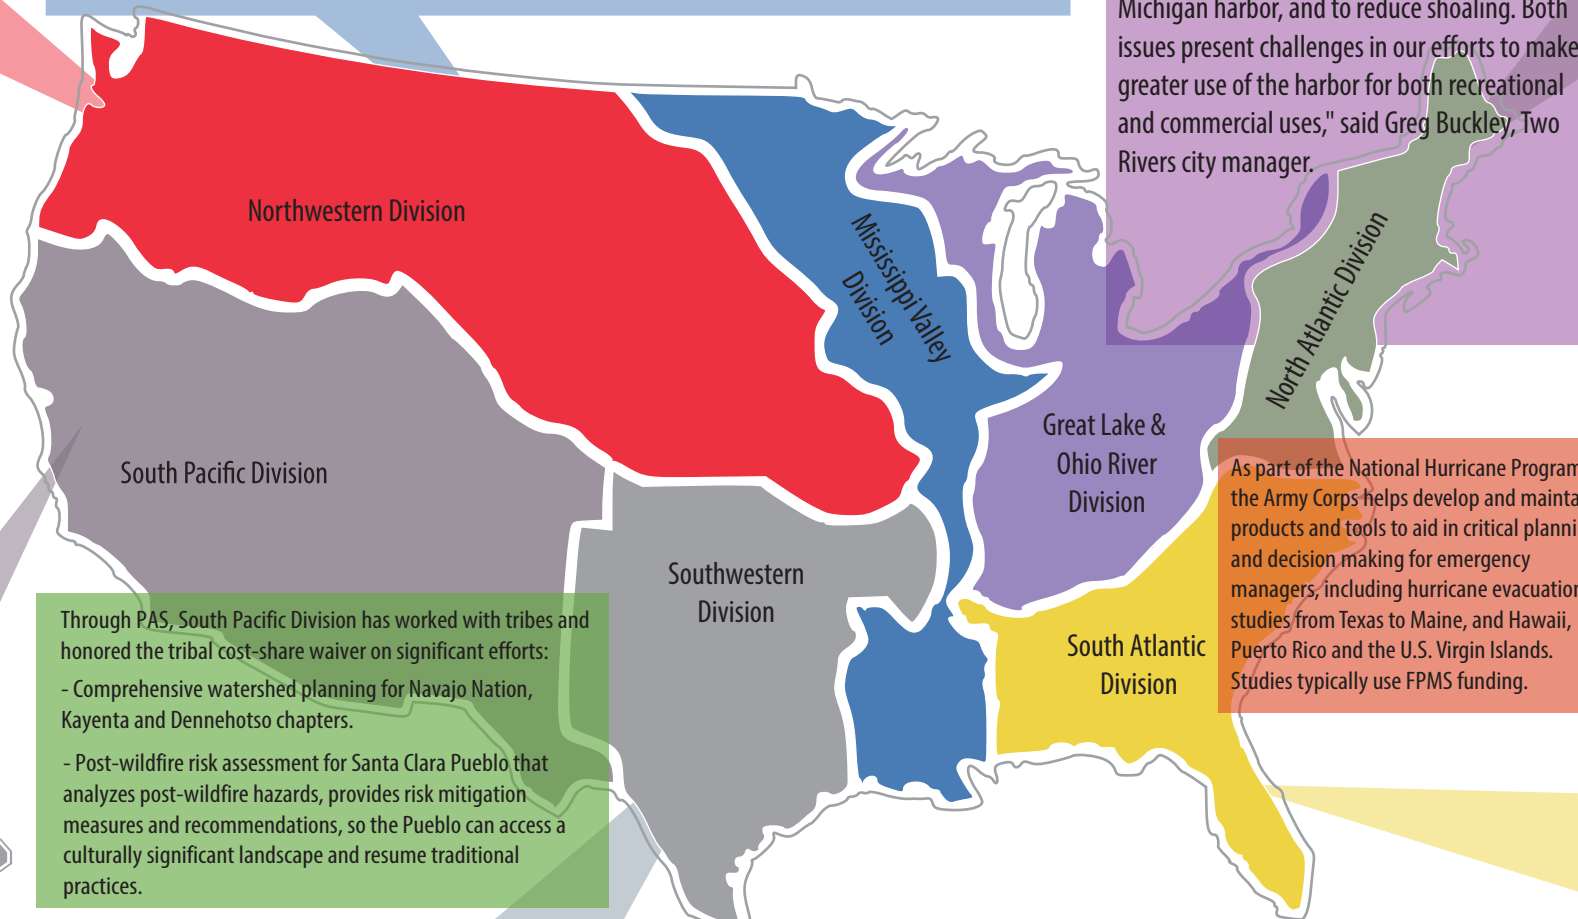 Michigan harbor, and to reduce shoaling. Both
issues present challenges in our efforts to make
greater use of the harbor for both recreational
and commercial uses," said Greg Buckley, Two
Rivers city manager.
Northwestern Division
Mississippi Valley
Division
North Atlantic Division
Great Lake &
Ohio River
Division
South Pacific Division
As part of the National Hurricane Program
the Army Corps helps develop and mainta
products and tools to aid in critical planni
and decision making for emergency
managers, including hurricane evacuation
studies from Texas to Maine, and Hawaii,
Puerto Rico and the U.S. Virgin Islands.
Studies typically use FPMS funding.
Southwestern
Division
South Atlantic
Division
Through PAS, South Pacific Division has worked with tribes and
honored the tribal cost-share waiver on significant efforts:
- Comprehensive watershed planning for Navajo Nation,
Kayenta and Dennehotso chapters.
- Post-wildfire risk assessment for Santa Clara Pueblo that
analyzes post-wildfire hazards, provides risk mitigation
measures and recommendations, so the Pueblo can access a
culturally significant landscape and resume traditional
practices.